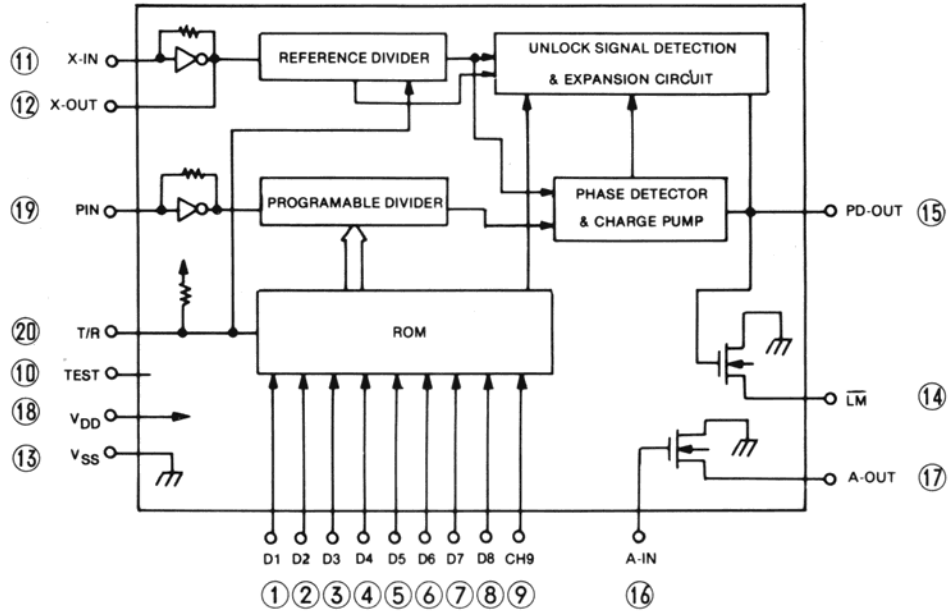 ⑪ X-IN
⑫ X-OUT
REFERENCE DIVIDER
UNLOCK SIGNAL DETECTION
& EXPANSION CIRCUIT
⑲ PIN
PROGRAMABLE DIVIDER
PHASE DETECTOR
& CHARGE PUMP
PD-OUT ⑮
⑳ T/R
ROM
⑩ TEST
⑱ VDD
⑬ VSS
L̅M̅ ⑭
A-OUT ⑰
D1 D2 D3 D4 D5 D6 D7 D8 CH9
① ② ③ ④ ⑤ ⑥ ⑦ ⑧ ⑨
A-IN
⑯